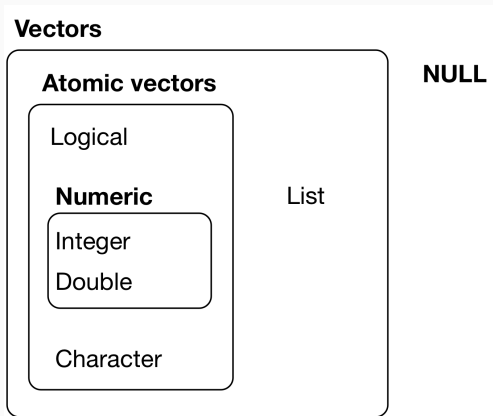 Vectors
NULL
Atomic vectors
Logical
Numeric
List
Integer
Double
Character